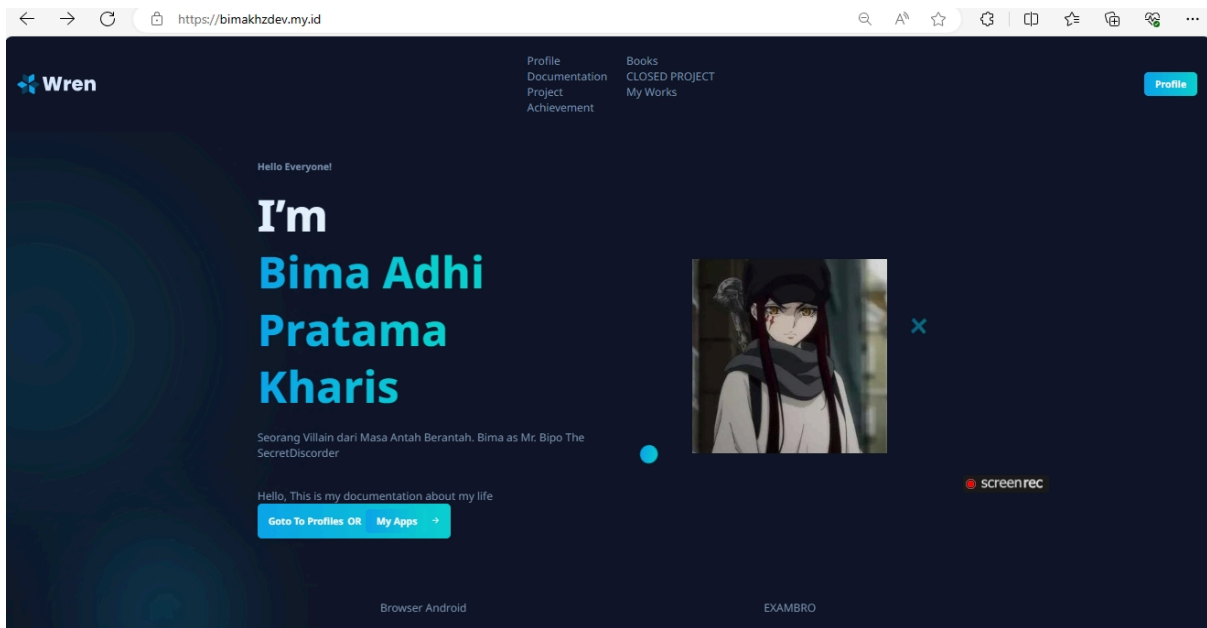 https://bimakhzdev.my.id
Wren
Profile
Documentation
Project
Achievement
Books
CLOSED PROJECT
My Works
Profile
Hello Everyone!
I’m
Bima Adhi
Pratama
Kharis
Seorang Villain dari Masa Antah Berantah. Bima as Mr. Bipo The
SecretDiscorder
Hello, This is my documentation about my life
Goto To Profiles OR My Apps →
screenrec
Browser Android
EXAMBRO